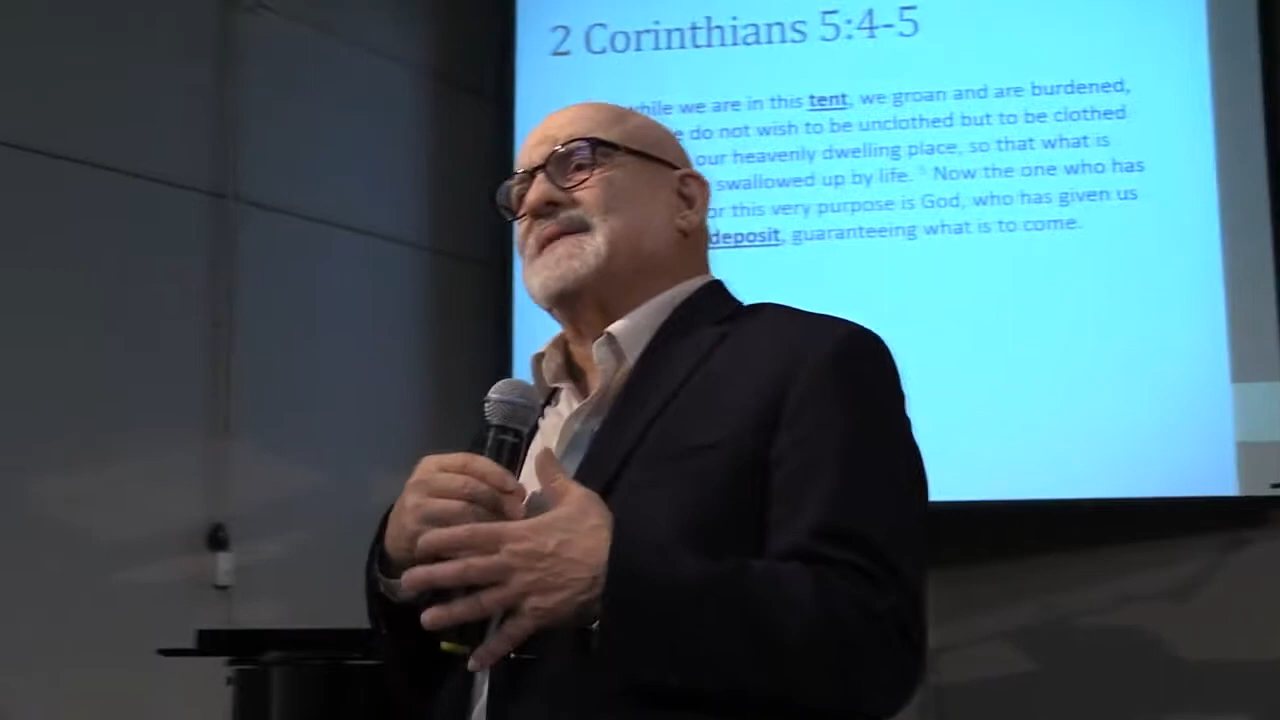 2 Corinthians 5:4-5
while we are in this tent, we groan and are burdened,
do not wish to be unclothed but to be clothed
our heavenly dwelling place, so that what is
swallowed up by life. 5 Now the one who has
this very purpose is God, who has given us
deposit, guaranteeing what is to come.